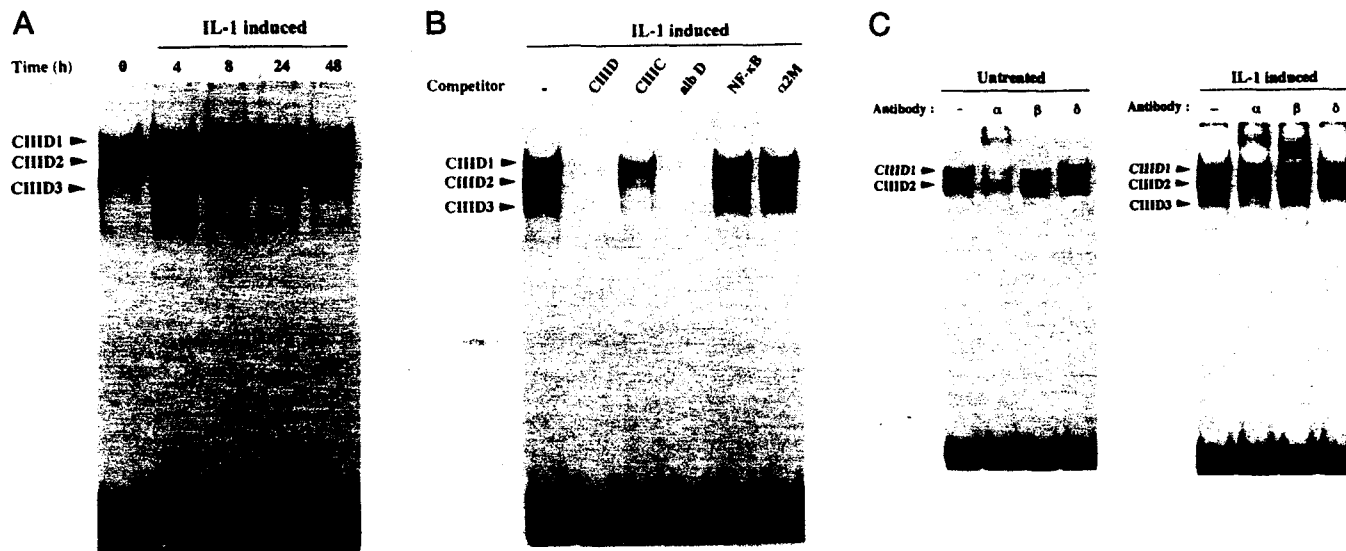 A
IL-1 induced
Time (h) 0 4 8 24 48
CIIID1
CIIID2
CIIID3
B
IL-1 induced
Competitor - CIIID CIIIC alb D NF-κB α2M
CIIID1
CIIID2
CIIID3
C
Untreated
Antibody : - α β δ
CIIID1
CIIID2
IL-1 induced
Antibody : - α β δ
CIIID1
CIIID2
CIIID3